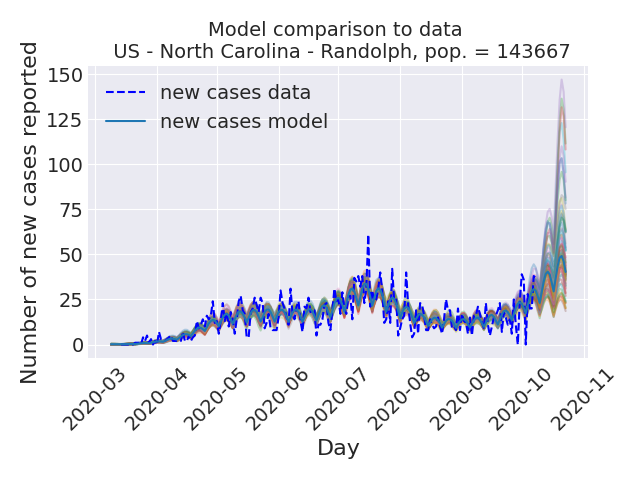 Model comparison to data
US - North Carolina - Randolph, pop. = 143667
Number of new cases reported
150
125
100
75
50
25
0
new cases data
new cases model
2020-03
2020-04
2020-05
2020-06
2020-07
2020-08
2020-09
2020-10
2020-11
Day